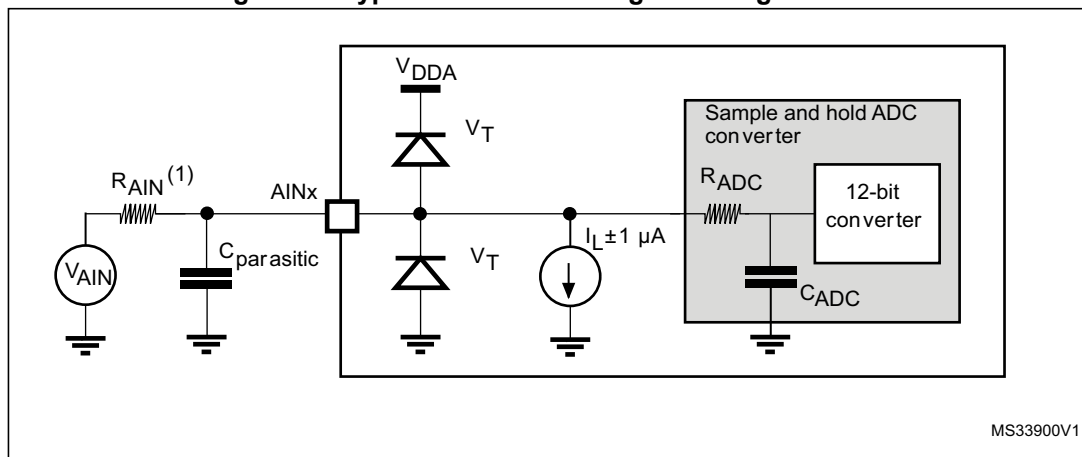 V_DDA
V_T
Sample and hold ADC
converter
R_AIN (1)
AINx
R_ADC
12-bit
converter
I_L±1 μA
C_parasitic
V_T
V_AIN
C_ADC
MS33900V1